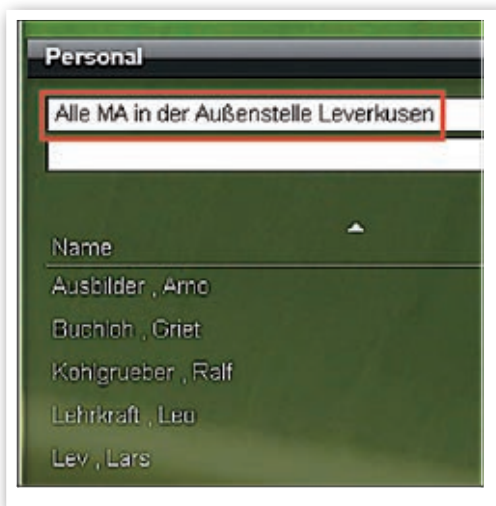 Personal
Alle MA in der Außenstelle Leverkusen
Name
Ausbilder , Arno
Buchloh , Griet
Kohlgrueber , Ralf
Lehrkraft , Leo
Lev , Lars